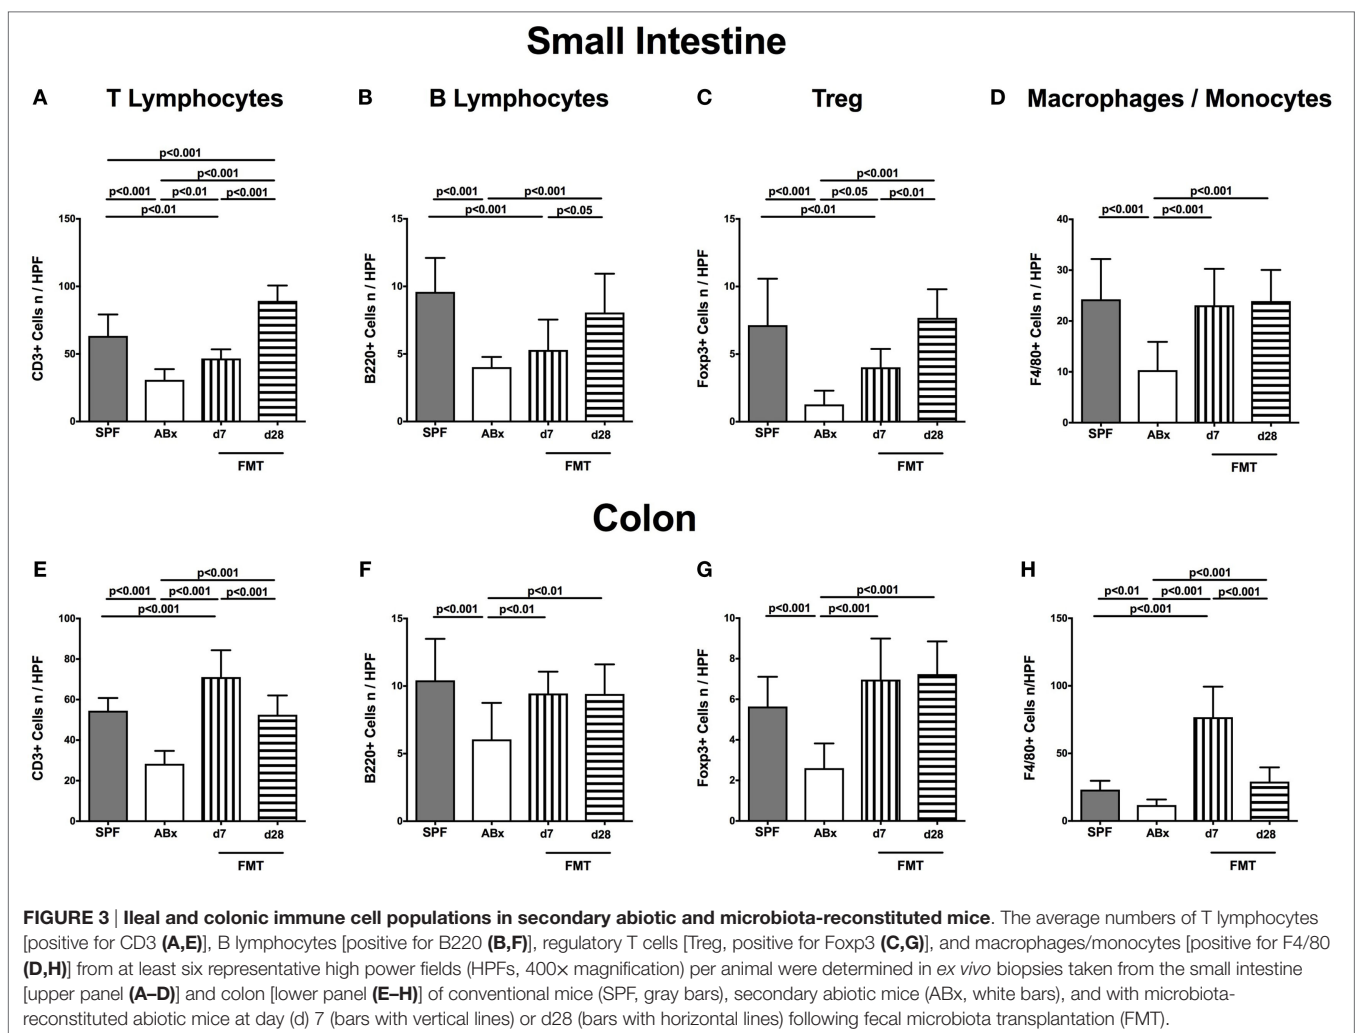 Small Intestine
A T Lymphocytes
p<0.001
p<0.001
p<0.001 p<0.01 p<0.001
p<0.01
CD3+ Cells n / HPF
150
100
50
0
SPF ABx d7 d28
FMT
B B Lymphocytes
p<0.001 p<0.001
p<0.001 p<0.05
B220+ Cells n / HPF
15
10
5
0
SPF ABx d7 d28
FMT
C Treg
p<0.001
p<0.001 p<0.05 p<0.01
p<0.01
Foxp3+ Cells n / HPF
15
10
5
0
SPF ABx d7 d28
FMT
D Macrophages / Monocytes
p<0.001
p<0.001 p<0.001
F4/80+ Cells n / HPF
40
30
20
10
0
SPF ABx d7 d28
FMT
Colon
E
p<0.001
p<0.001 p<0.001 p<0.001
p<0.001
CD3+ Cells n / HPF
100
80
60
40
20
0
SPF ABx d7 d28
FMT
F
p<0.01
p<0.001 p<0.01
B220+ Cells n / HPF
15
10
5
0
SPF ABx d7 d28
FMT
G
p<0.001
p<0.001 p<0.001
Foxp3+ Cells n / HPF
10
8
6
4
2
0
SPF ABx d7 d28
FMT
H
p<0.001
p<0.01 p<0.001 p<0.001
p<0.001
F4/80+ Cells n/HPF
150
100
50
0
SPF ABx d7 d28
FMT
FIGURE 3 | Ileal and colonic immune cell populations in secondary abiotic and microbiota-reconstituted mice. The average numbers of T lymphocytes
[positive for CD3 (A,E)], B lymphocytes [positive for B220 (B,F)], regulatory T cells [Treg, positive for Foxp3 (C,G)], and macrophages/monocytes [positive for F4/80
(D,H)] from at least six representative high power fields (HPFs, 400× magnification) per animal were determined in ex vivo biopsies taken from the small intestine
[upper panel (A–D)] and colon [lower panel (E–H)] of conventional mice (SPF, gray bars), secondary abiotic mice (ABx, white bars), and with microbiota-
reconstituted abiotic mice at day (d) 7 (bars with vertical lines) or d28 (bars with horizontal lines) following fecal microbiota transplantation (FMT).